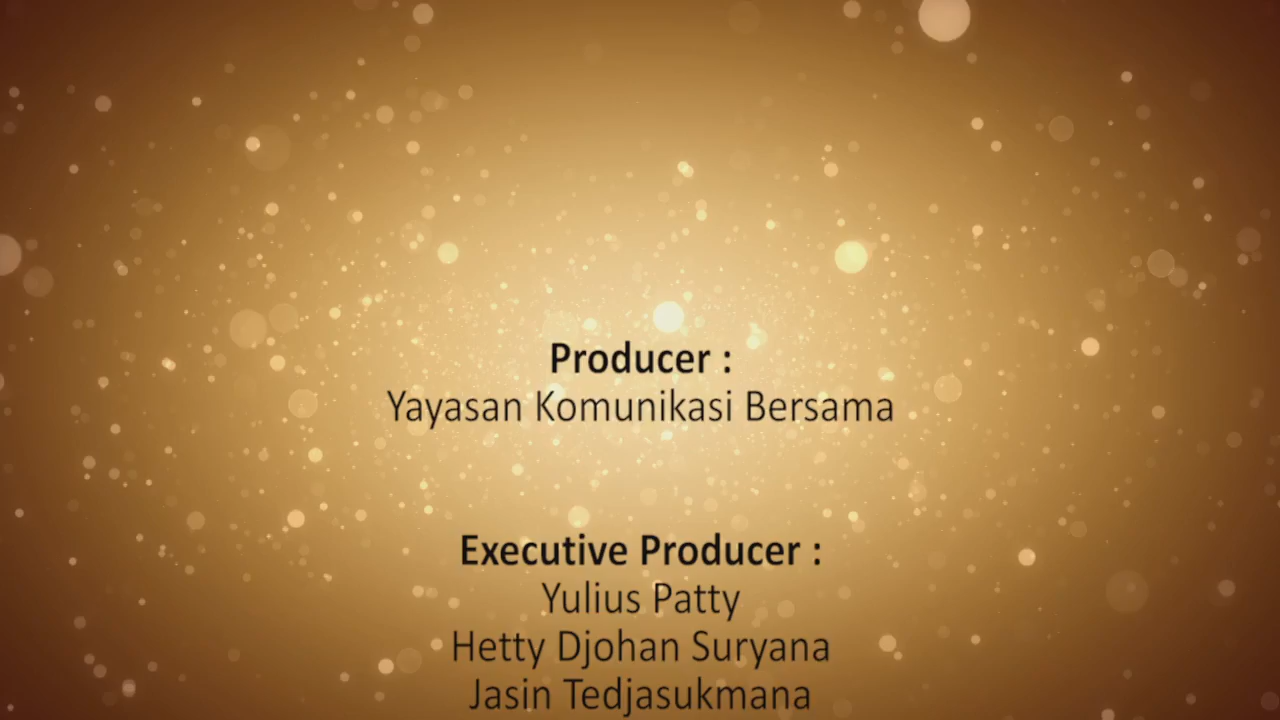 Producer :
Yayasan Komunikasi Bersama
Executive Producer :
Yulius Patty
Hetty Djohan Suryana
Jasin Tedjasukmana